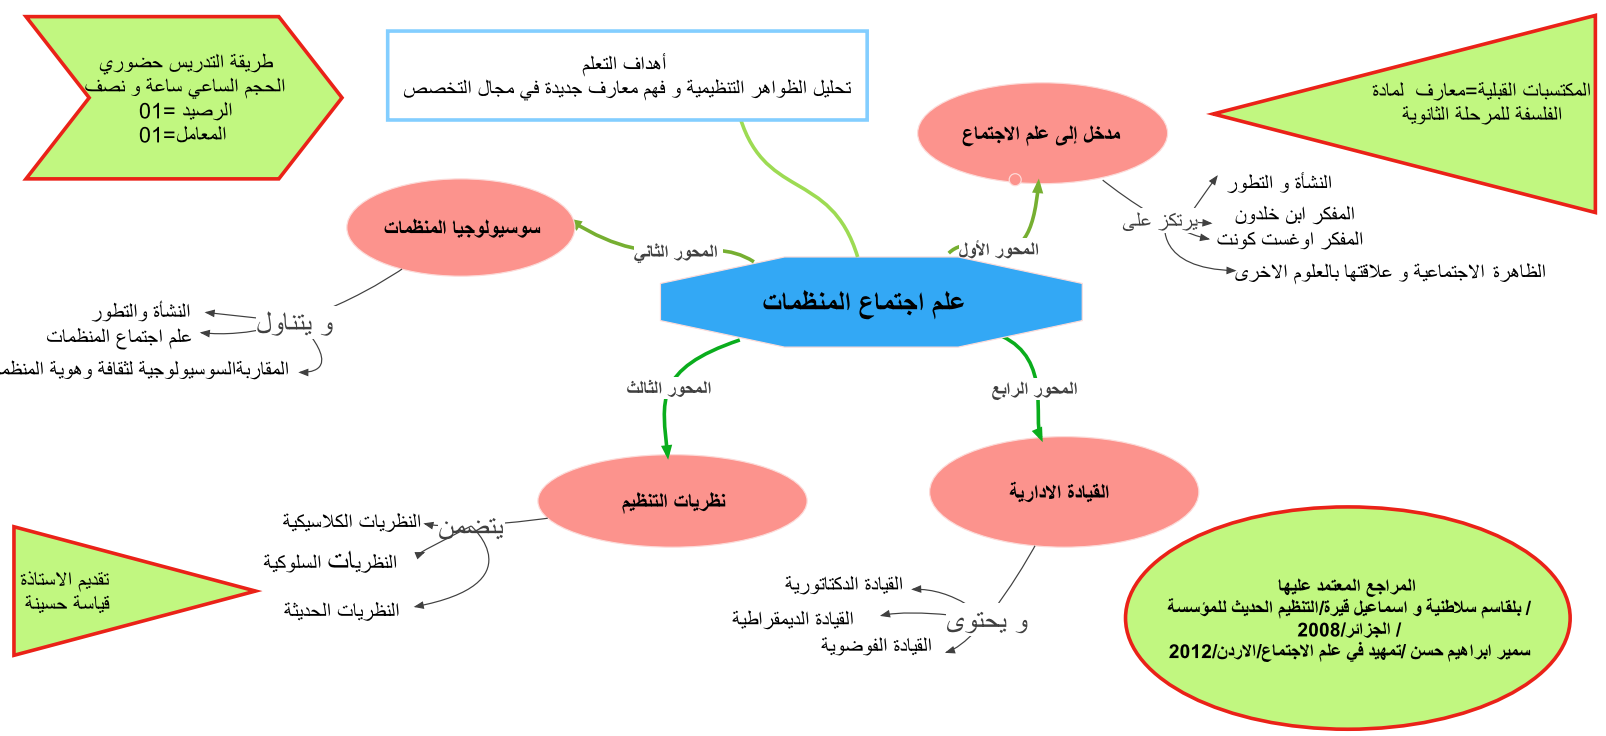 طريقة التدريس حضوري
الحجم الساعي ساعة و نصف
الرصيد =01
المعامل=01
أهداف التعلم
تحليل الظواهر التنظيمية و فهم معارف جديدة في مجال التخصص
المكتسبات القبلية=معارف لمادة
الفلسفة للمرحلة الثانوية
علم اجتماع المنظمات
المحور الأول
مدخل إلى علم الاجتماع
يرتكز على
النشأة و التطور
المفكر ابن خلدون
المفكر اوغست كونت
الظاهرة الاجتماعية و علاقتها بالعلوم الاخرى
المحور الثاني
سوسيولوجيا المنظمات
و يتناول
النشأة والتطور
علم اجتماع المنظمات
المقاربةالسوسيولوجية لثقافة وهوية المنظم
المحور الثالث
نظريات التنظيم
يتضمن
النظريات الكلاسيكية
النظريات السلوكية
النظريات الحديثة
المحور الرابع
القيادة الادارية
و يحتوى
القيادة الدكتاتورية
القيادة الديمقراطية
القيادة الفوضوية
تقديم الاستاذة
قياسة حسينة
المراجع المعتمد عليها
بلقاسم سلاطنية و اسماعيل قيرة/التنظيم الحديث للمؤسسة /
الجزائر/2008 /
سمير ابراهيم حسن /تمهيد في علم الاجتماع/الاردن/2012